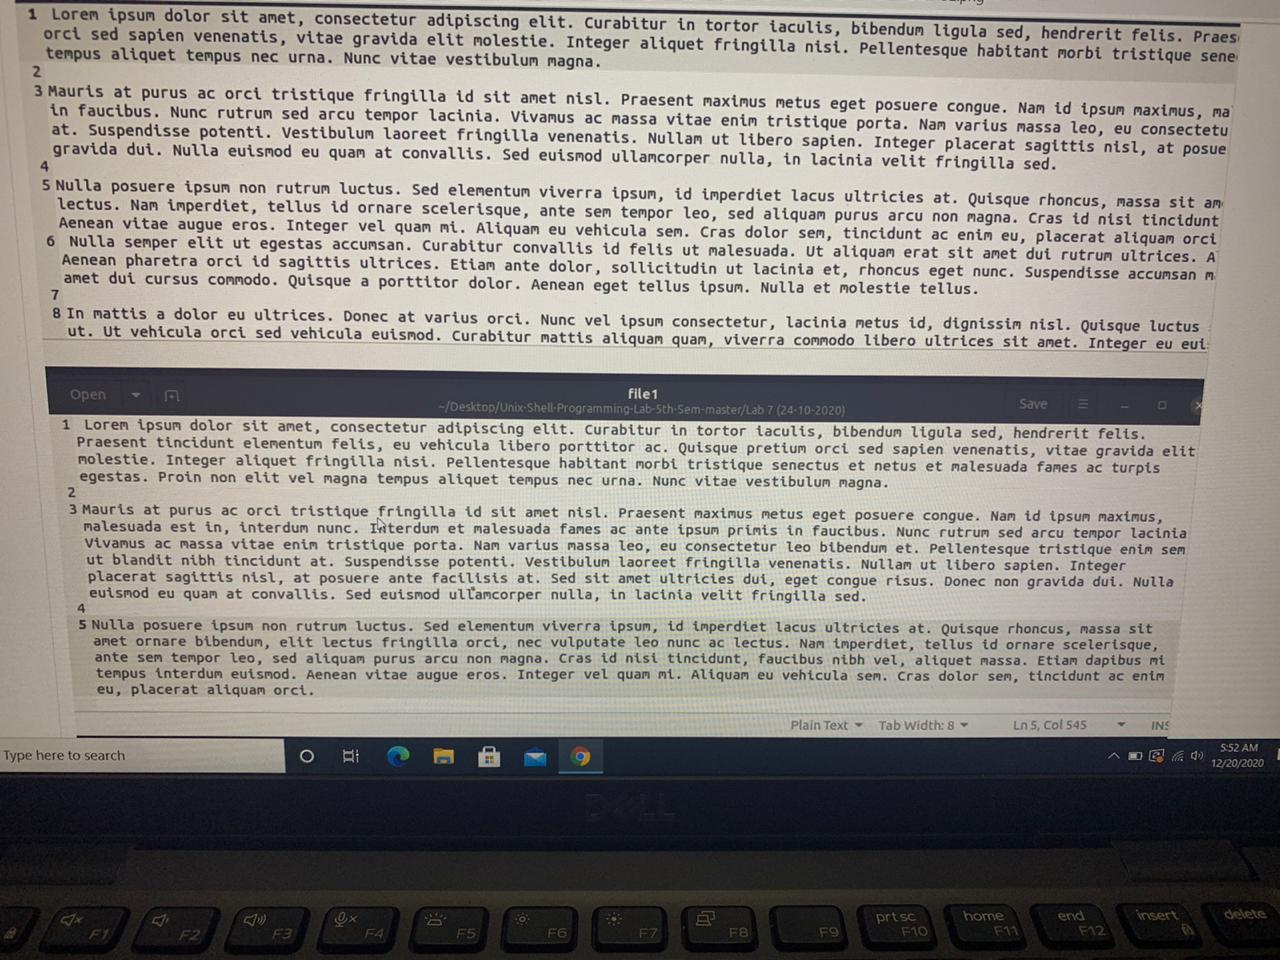 1 Lorem ipsum dolor sit amet, consectetur adipiscing elit. Curabitur in tortor iaculis, bibendum ligula sed, hendrerit felis. Praes
orci sed sapien venenatis, vitae gravida elit molestie. Integer aliquet fringilla nisi. Pellentesque habitant morbi tristique sene
tempus aliquet tempus nec urna. Nunc vitae vestibulum magna.
2
3 Mauris at purus ac orci tristique fringilla id sit amet nisl. Praesent maximus metus eget posuere congue. Nam id ipsum maximus, ma
in faucibus. Nunc rutrum sed arcu tempor lacinia. Vivamus ac massa vitae enim tristique porta. Nam varius massa leo, eu consectetu
at. Suspendisse potenti. Vestibulum laoreet fringilla venenatis. Nullam ut libero sapien. Integer placerat sagittis nisl, at posue
gravida dui. Nulla euismod eu quam at convallis. Sed euismod ullamcorper nulla, in lacinia velit fringilla sed.
4
5 Nulla posuere ipsum non rutrum luctus. Sed elementum viverra ipsum, id imperdiet lacus ultricies at. Quisque rhoncus, massa sit am
lectus. Nam imperdiet, tellus id ornare scelerisque, ante sem tempor leo, sed aliquam purus arcu non magna. Cras id nisi tincidunt
Aenean vitae augue eros. Integer vel quam mi. Aliquam eu vehicula sem. Cras dolor sem, tincidunt ac enim eu, placerat aliquam orci
6 Nulla semper elit ut egestas accumsan. Curabitur convallis id felis ut malesuada. Ut aliquam erat sit amet dui rutrum ultrices. A
Aenean pharetra orci id sagittis ultrices. Etiam ante dolor, sollicitudin ut lacinia et, rhoncus eget nunc. Suspendisse accumsan m
amet dui cursus commodo. Quisque a porttitor dolor. Aenean eget tellus ipsum. Nulla et molestie tellus.
7
8 In mattis a dolor eu ultrices. Donec at varius orci. Nunc vel ipsum consectetur, lacinia metus id, dignissim nisl. Quisque luctus
ut. Ut vehicula orci sed vehicula euismod. Curabitur mattis aliquam quam, viverra commodo libero ultrices sit amet. Integer eu eui
Open file1 Save
~/Desktop/Unix-Shell-Programming-Lab-5th-Sem-master/Lab 7 (24-10-2020)
1 Lorem ipsum dolor sit amet, consectetur adipiscing elit. Curabitur in tortor iaculis, bibendum ligula sed, hendrerit felis.
Praesent tincidunt elementum felis, eu vehicula libero porttitor ac. Quisque pretium orci sed sapien venenatis, vitae gravida elit
molestie. Integer aliquet fringilla nisi. Pellentesque habitant morbi tristique senectus et netus et malesuada fames ac turpis
egestas. Proin non elit vel magna tempus aliquet tempus nec urna. Nunc vitae vestibulum magna.
2
3 Mauris at purus ac orci tristique fringilla id sit amet nisl. Praesent maximus metus eget posuere congue. Nam id ipsum maximus,
malesuada est in, interdum nunc. Interdum et malesuada fames ac ante ipsum primis in faucibus. Nunc rutrum sed arcu tempor lacinia
Vivamus ac massa vitae enim tristique porta. Nam varius massa leo, eu consectetur leo bibendum et. Pellentesque tristique enim sem
ut blandit nibh tincidunt at. Suspendisse potenti. Vestibulum laoreet fringilla venenatis. Nullam ut libero sapien. Integer
placerat sagittis nisl, at posuere ante facilisis at. Sed sit amet ultricies dui, eget congue risus. Donec non gravida dui. Nulla
euismod eu quam at convallis. Sed euismod ullamcorper nulla, in lacinia velit fringilla sed.
4
5 Nulla posuere ipsum non rutrum luctus. Sed elementum viverra ipsum, id imperdiet lacus ultricies at. Quisque rhoncus, massa sit
amet ornare bibendum, elit lectus fringilla orci, nec vulputate leo nunc ac lectus. Nam imperdiet, tellus id ornare scelerisque,
ante sem tempor leo, sed aliquam purus arcu non magna. Cras id nisi tincidunt, faucibus nibh vel, aliquet massa. Etiam dapibus mi
tempus interdum euismod. Aenean vitae augue eros. Integer vel quam mi. Aliquam eu vehicula sem. Cras dolor sem, tincidunt ac enim
eu, placerat aliquam orci.
Plain Text Tab Width: 8 Ln 5, Col 545 INS
Type here to search
5:52 AM
12/20/2020
DELL
F1 F2 F3 F4 F5 F6 F7 F8 F9 prt sc F10 home F11 end F12 insert delete